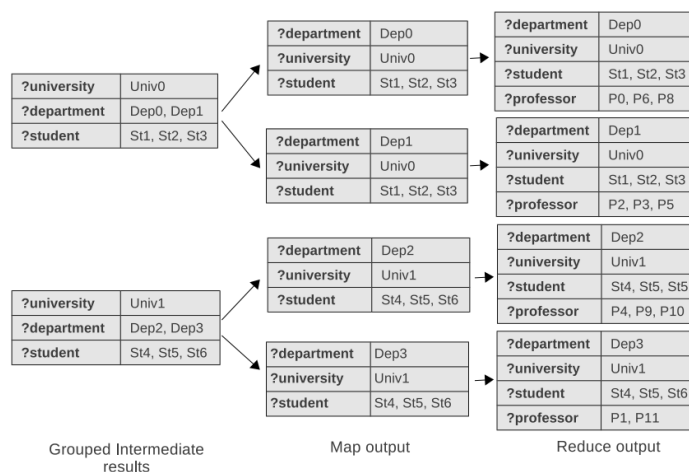 ?university Univ0
?department Dep0, Dep1
?student St1, St2, St3
?university Univ1
?department Dep2, Dep3
?student St4, St5, St6
Grouped Intermediate
results
?department Dep0
?university Univ0
?student St1, St2, St3
?department Dep1
?university Univ0
?student St1, St2, St3
?department Dep2
?university Univ1
?student St4, St5, St6
?department Dep3
?university Univ1
?student St4, St5, St6
Map output
?department Dep0
?university Univ0
?student St1, St2, St3
?professor P0, P6, P8
?department Dep1
?university Univ0
?student St1, St2, St3
?professor P2, P3, P5
?department Dep2
?university Univ1
?student St4, St5, St5
?professor P4, P9, P10
?department Dep3
?university Univ1
?student St4, St5, St6
?professor P1, P11
Reduce output